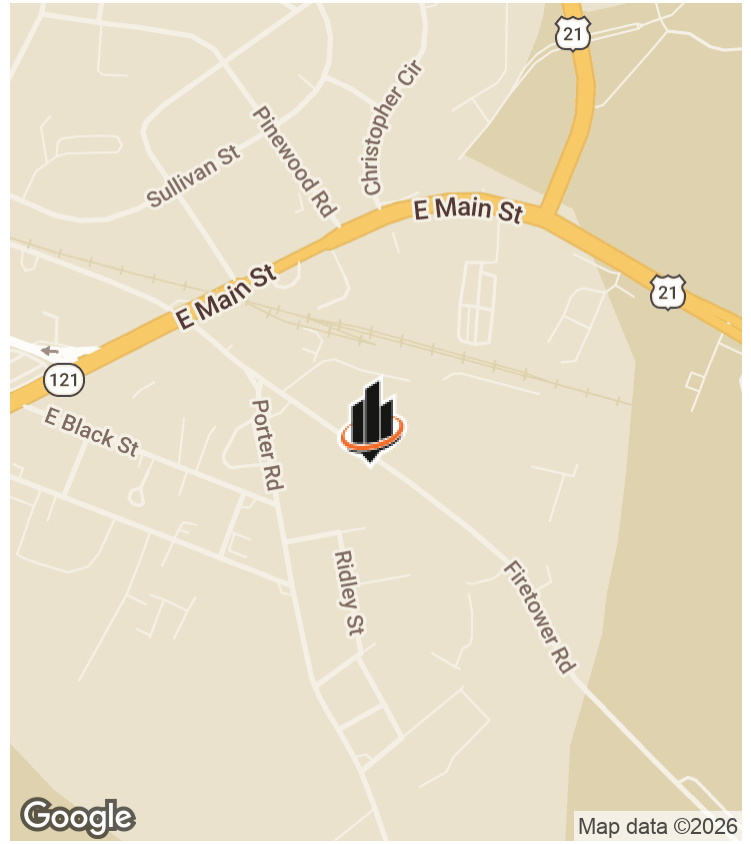 21
Christopher Cir
Pinewood Rd
Sullivan St
E Main St
21
E Main St
121
E Black St
Porter Rd
Ridley St
Firetower Rd
Google
Map data ©2026